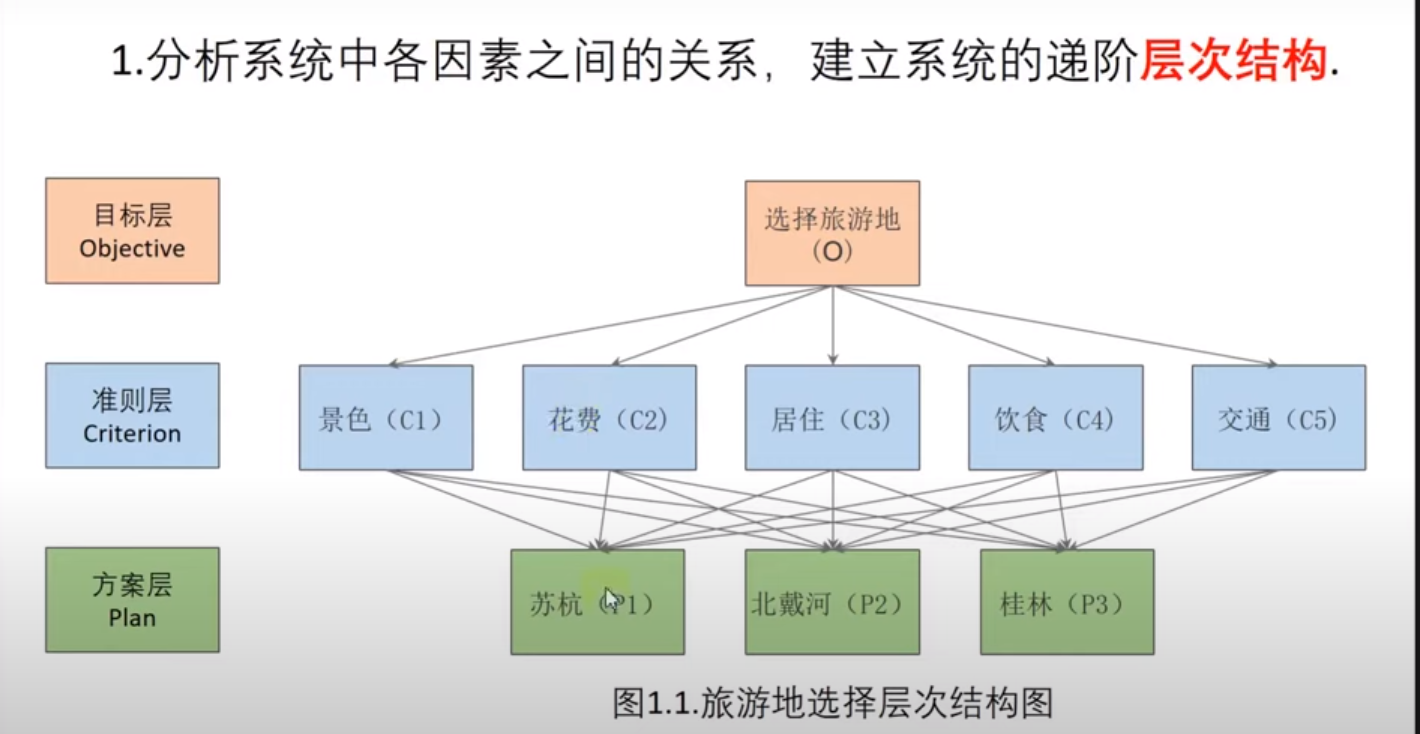 1.分析系统中各因素之间的关系，建立系统的递阶层次结构.
目标层
Objective
选择旅游地
(O)
准则层
Criterion
景色（C1）
花费（C2）
居住（C3）
饮食（C4）
交通（C5）
方案层
Plan
苏杭（P1）
北戴河（P2）
桂林（P3）
图1.1.旅游地选择层次结构图